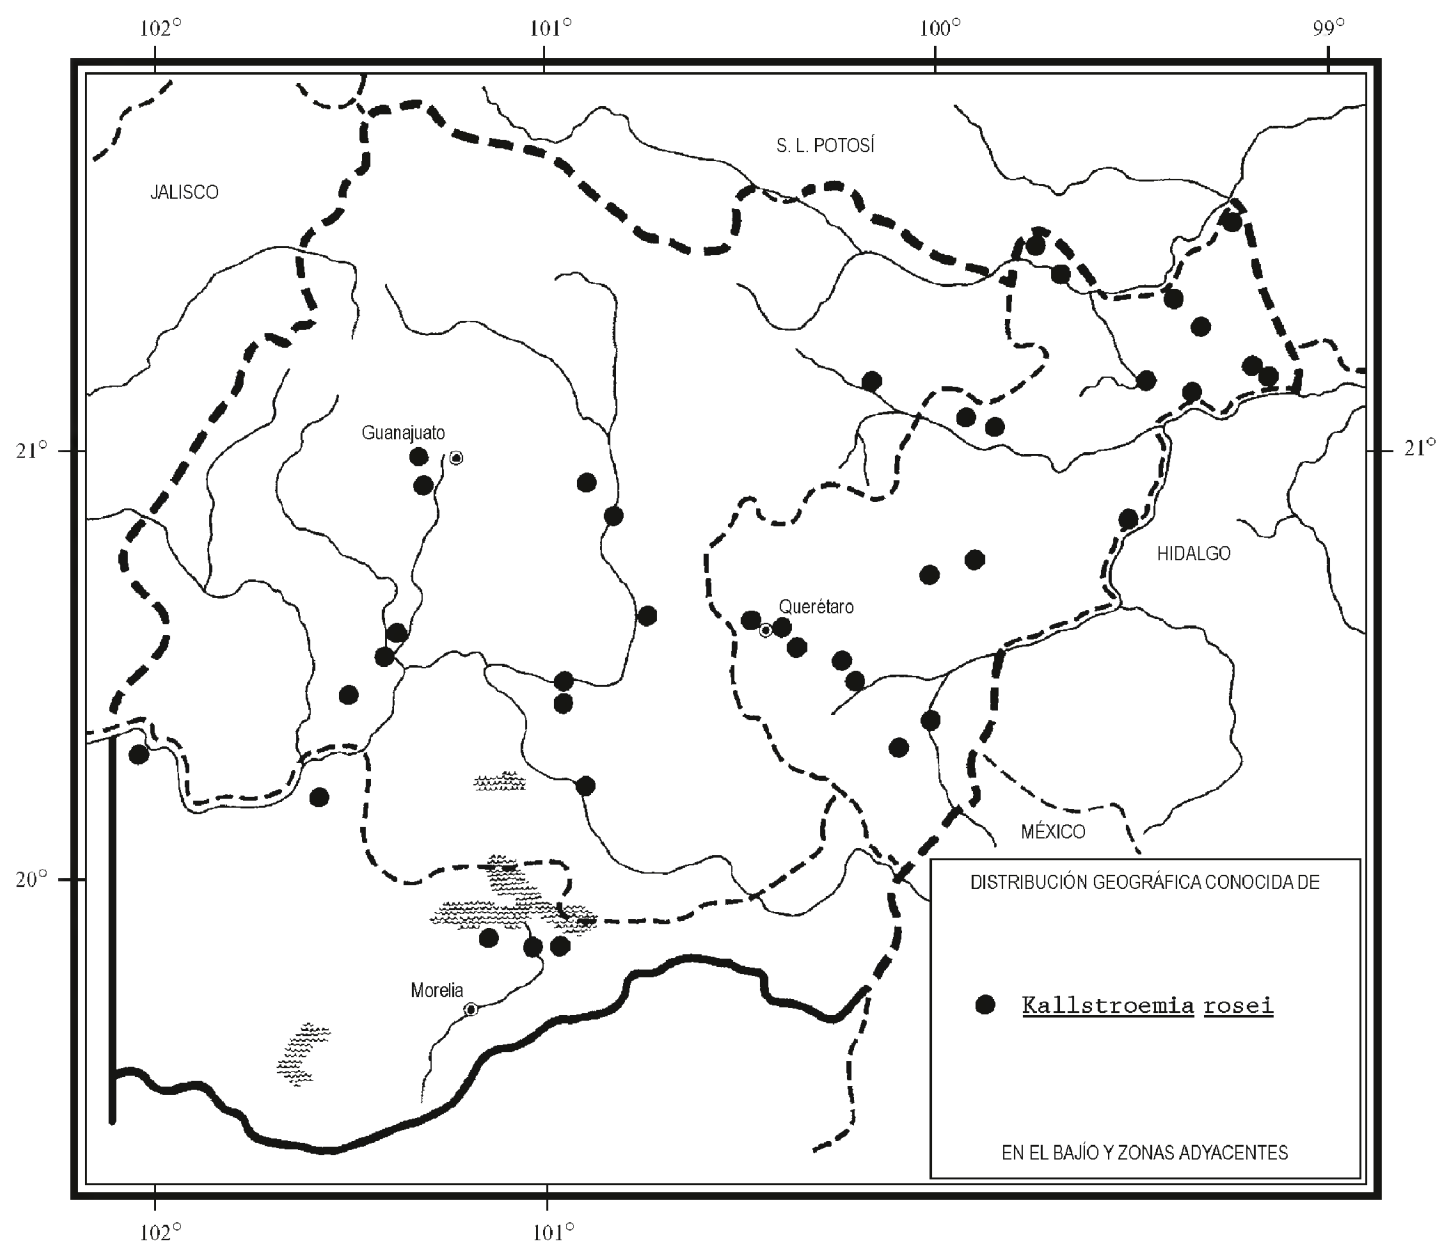 102° 101° 100° 99°
S. L. POTOSÍ
JALISCO
Guanajuato
21° 21°
HIDALGO
Querétaro
MÉXICO
20°
DISTRIBUCIÓN GEOGRÁFICA CONOCIDA DE
Morelia
Kallstroemia rosei
EN EL BAJÍO Y ZONAS ADYACENTES
102° 101°